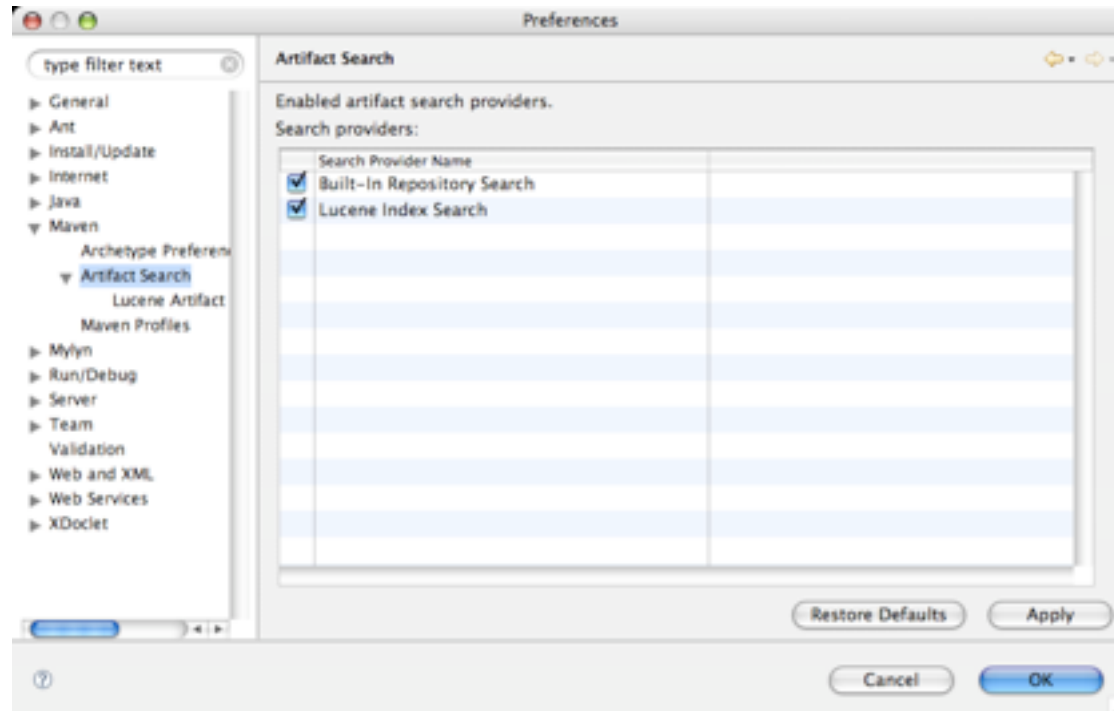 Preferences
type filter text
General
Ant
Install/Update
Internet
Java
Maven
Archetype Preferen
Artifact Search
Lucene Artifact
Maven Profiles
Mylyn
Run/Debug
Server
Team
Validation
Web and XML
Web Services
XDoclet
Artifact Search
Enabled artifact search providers.
Search providers:
Search Provider Name
Built-In Repository Search
Lucene Index Search
Restore Defaults
Apply
?
Cancel
OK